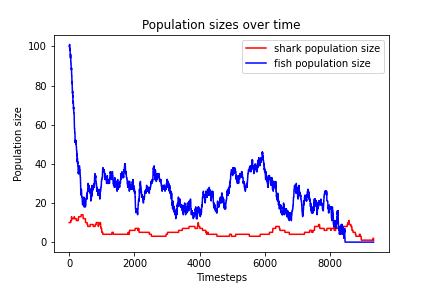 Population sizes over time
shark population size
fish population size
Population size
100
80
60
40
20
0
0
2000
4000
6000
8000
Timesteps